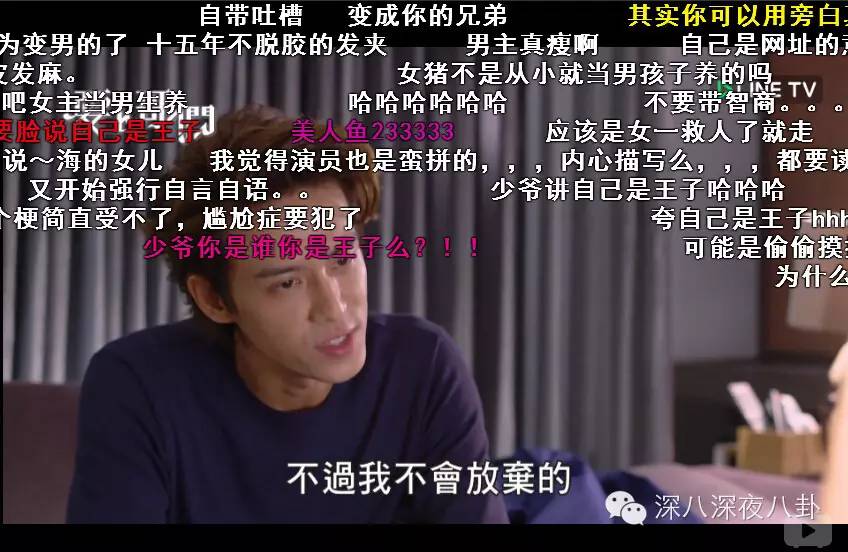 自带吐槽 变成你的兄弟 其实你可以用旁白
为变男的了 十五年不脱胶的发夹 男主真瘦啊 自己是网址的
皮发麻。 女猪不是从小就当男孩子养的吗
LINE TV
吧女主当男生养 哈哈哈哈哈哈 不要带智商。。。
要脸说自己是王子 美人鱼233333 应该是女一救人了就走
说～海的女儿 我觉得演员也是蛮拼的，，，内心描写么，，，都要读
又开始强行自言自语。。 少爷讲自己是王子哈哈哈
个梗简直受不了，尴尬症要犯了 夸自己是王子hhh
少爷你是谁你是王子么？！！ 可能是偷偷摸
为什么
不過我不會放棄的
深八深夜八卦